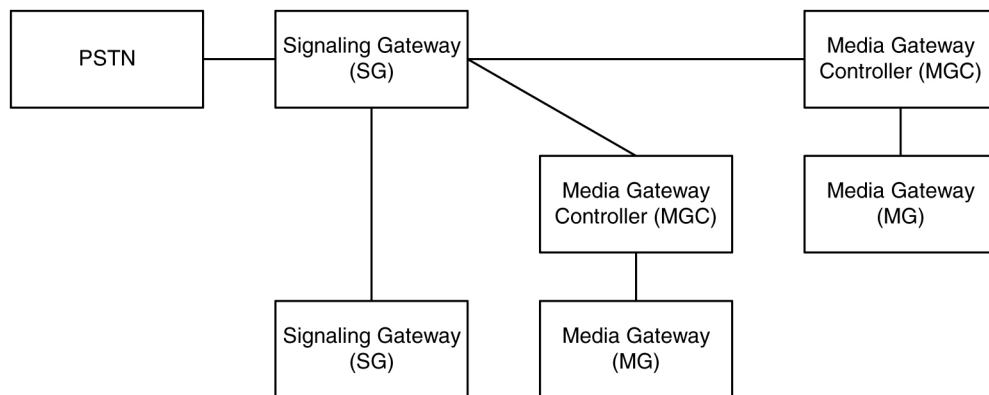 PSTN
Signaling Gateway
(SG)
Media Gateway
Controller (MGC)
Media Gateway
Controller (MGC)
Media Gateway
(MG)
Signaling Gateway
(SG)
Media Gateway
(MG)